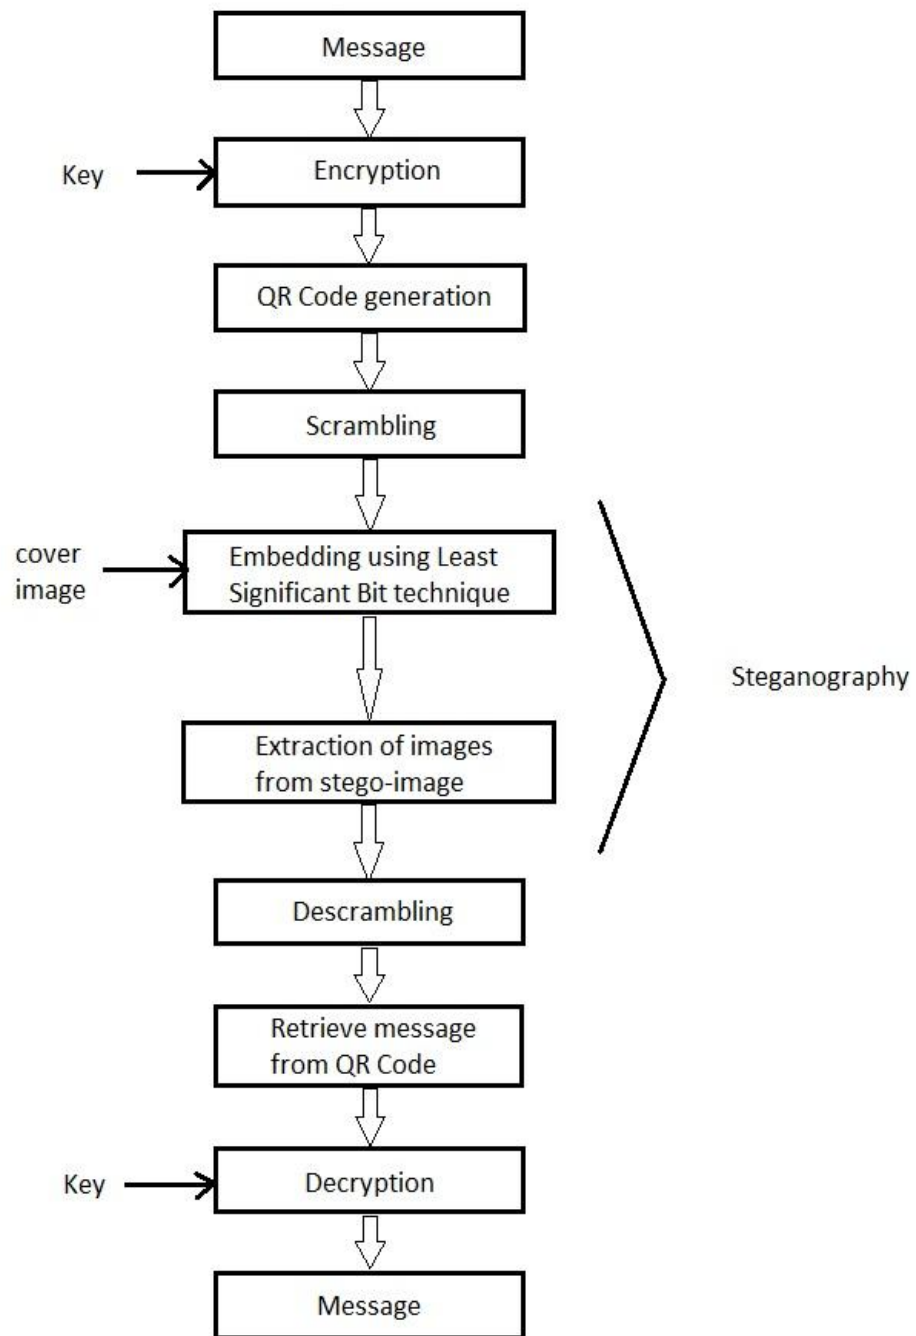 Message
Key
Encryption
QR Code generation
Scrambling
cover
image
Embedding using Least
Significant Bit technique
Steganography
Extraction of images
from stego-image
Descrambling
Retrieve message
from QR Code
Key
Decryption
Message